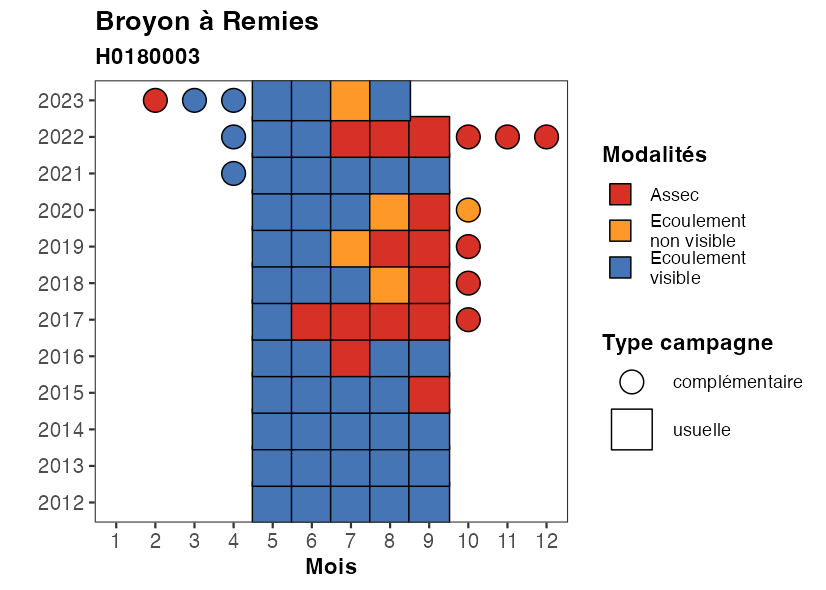 Broyon à Remies
H0180003
2023
2022
2021
2020
2019
2018
2017
2016
2015
2014
2013
2012
1 2 3 4 5 6 7 8 9 10 11 12
Mois
Modalités
Assec
Ecoulement
non visible
Ecoulement
visible
Type campagne
complémentaire
usuelle